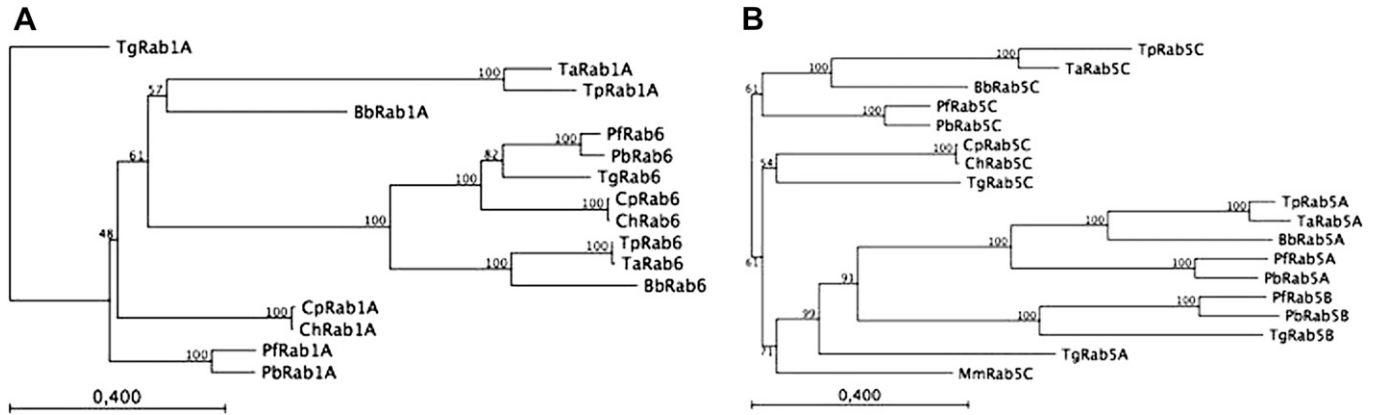 A
TgRab1A
TaRab1A
100
TpRab1A
57
BbRab1A
PfRab6
100
PbRab6
82
61
TgRab6
100
CpRab6
100
ChRab6
100
TpRab6
100
TaRab6
48
100
BbRab6
CpRab1A
100
ChRab1A
PfRab1A
100
PbRab1A
0,400
B
TpRab5C
100
TaRab5C
100
BbRab5C
61
PfRab5C
100
PbRab5C
CpRab5C
100
ChRab5C
54
TgRab5C
TpRab5A
100
TaRab5A
100
BbRab5A
100
PfRab5A
61
100
PbRab5A
91
PfRab5B
100
PbRab5B
99
100
TgRab5B
71
TgRab5A
MmRab5C
0,400